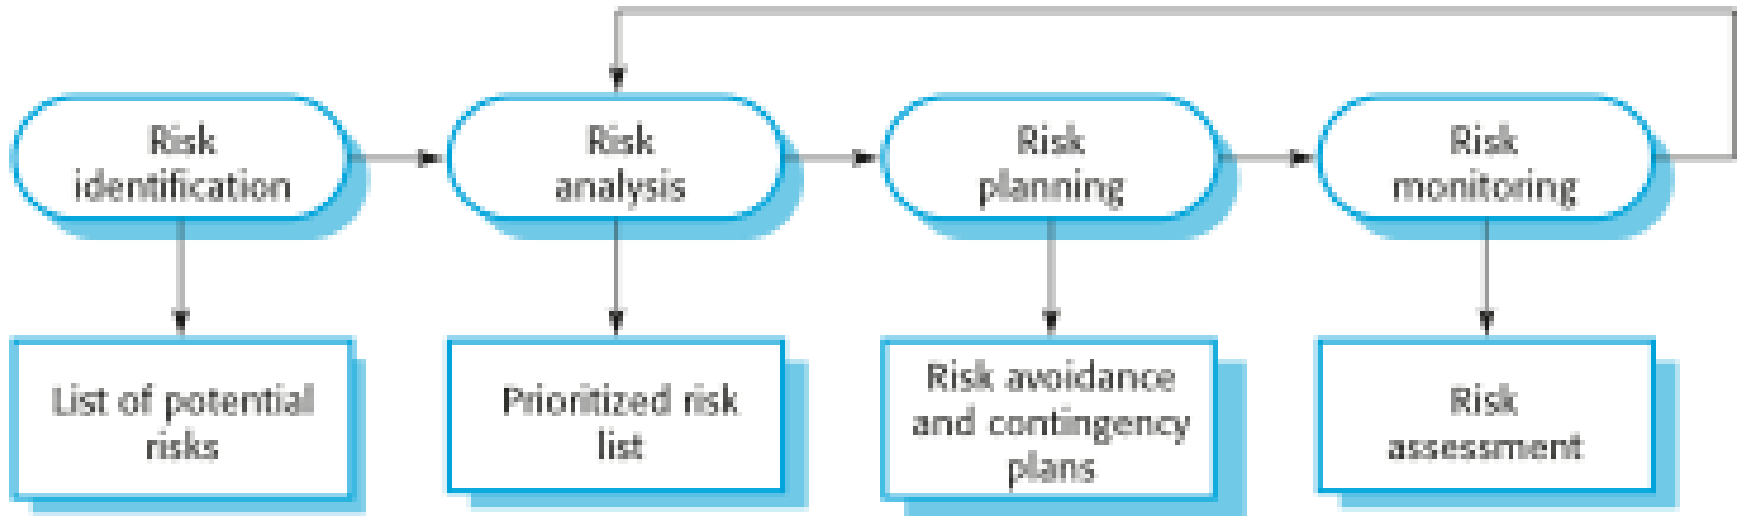 Risk
identification
Risk
analysis
Risk
planning
Risk
monitoring
List of potential
risks
Prioritized risk
list
Risk avoidance
and contingency
plans
Risk
assessment